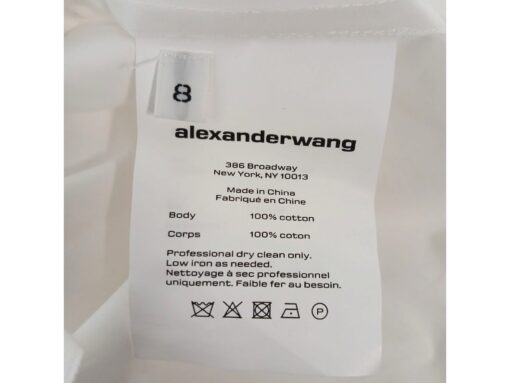 8
alexanderwang
386 Broadway
New York, NY 10013
Made in China
Fabriqué en Chine
Body 100% cotton
Corps 100% coton
Professional dry clean only.
Low iron as needed.
Nettoyage à sec professionnel
uniquement. Faible fer au besoin.
P